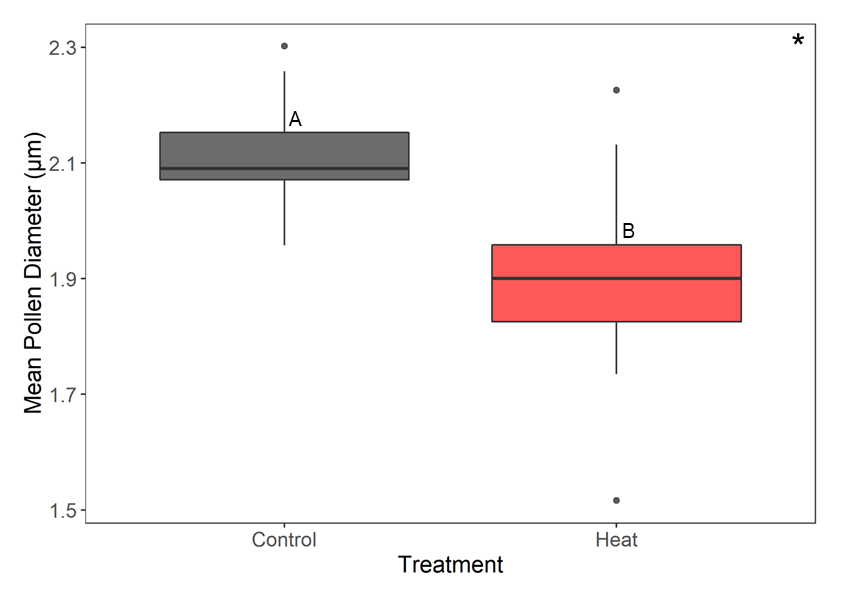 *
2.3
2.1
1.9
1.7
1.5
Mean Pollen Diameter (μm)
A
B
Control
Heat
Treatment